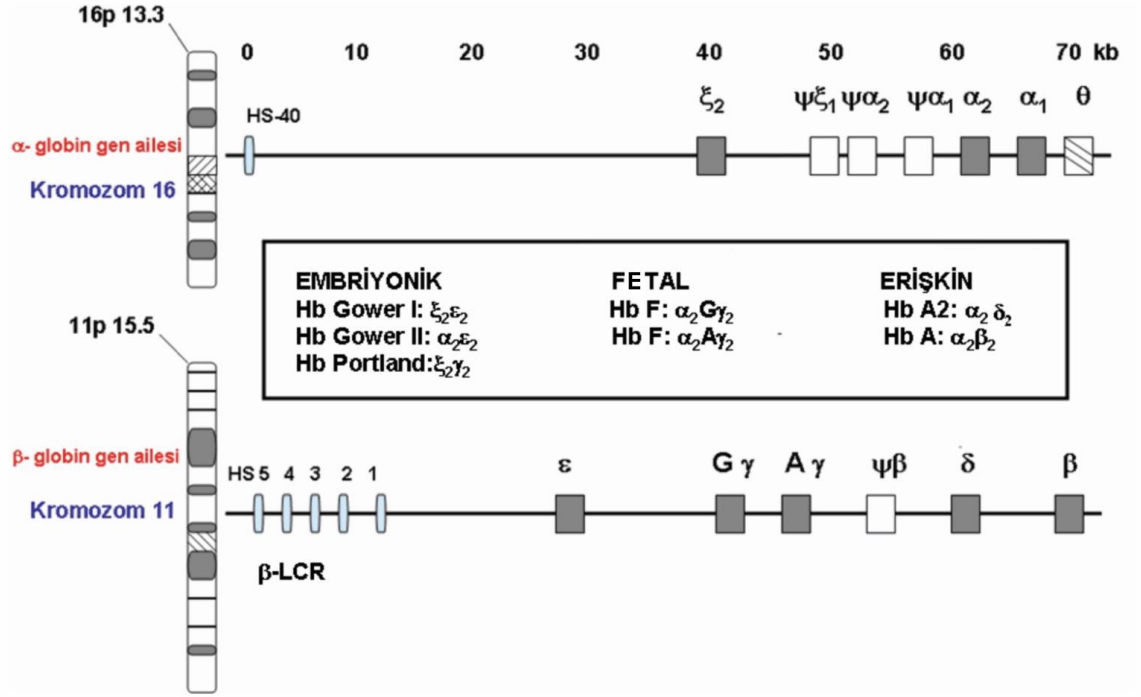 16p 13.3
0 10 20 30 40 50 60 70 kb
HS-40
ξ2 ψξ1 ψα2 ψα1 α2 α1 θ
α- globin gen ailesi
Kromozom 16
EMBRİYONİK FETAL ERİŞKİN
Hb Gower I: ξ2ε2 Hb F: α2Gγ2 Hb A2: α2 δ2
Hb Gower II: α2ε2 Hb F: α2Aγ2 Hb A: α2β2
Hb Portland:ξ2γ2
11p 15.5
β- globin gen ailesi
Kromozom 11
HS 5 4 3 2 1
ε G γ A γ ψβ δ β
β-LCR